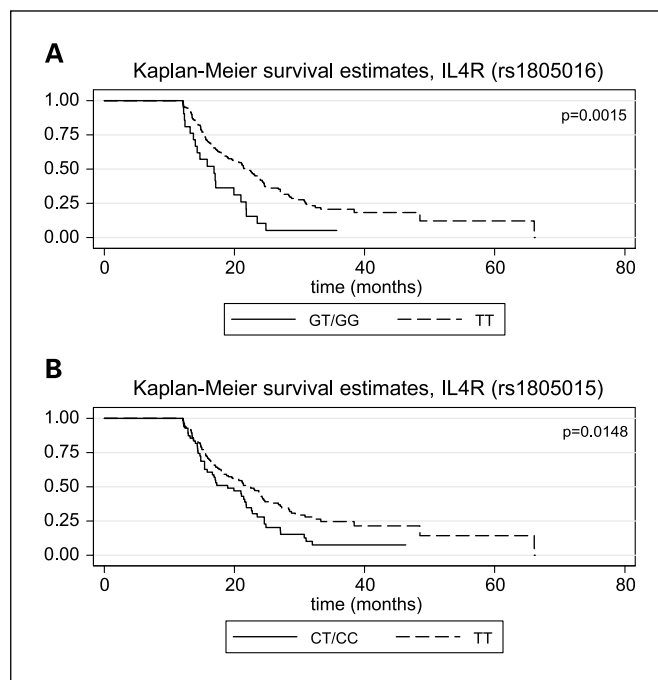 A
Kaplan-Meier survival estimates, IL4R (rs1805016)
p=0.0015
1.00
0.75
0.50
0.25
0.00
0 20 40 60 80
time (months)
GT/GG TT
B
Kaplan-Meier survival estimates, IL4R (rs1805015)
p=0.0148
1.00
0.75
0.50
0.25
0.00
0 20 40 60 80
time (months)
CT/CC TT